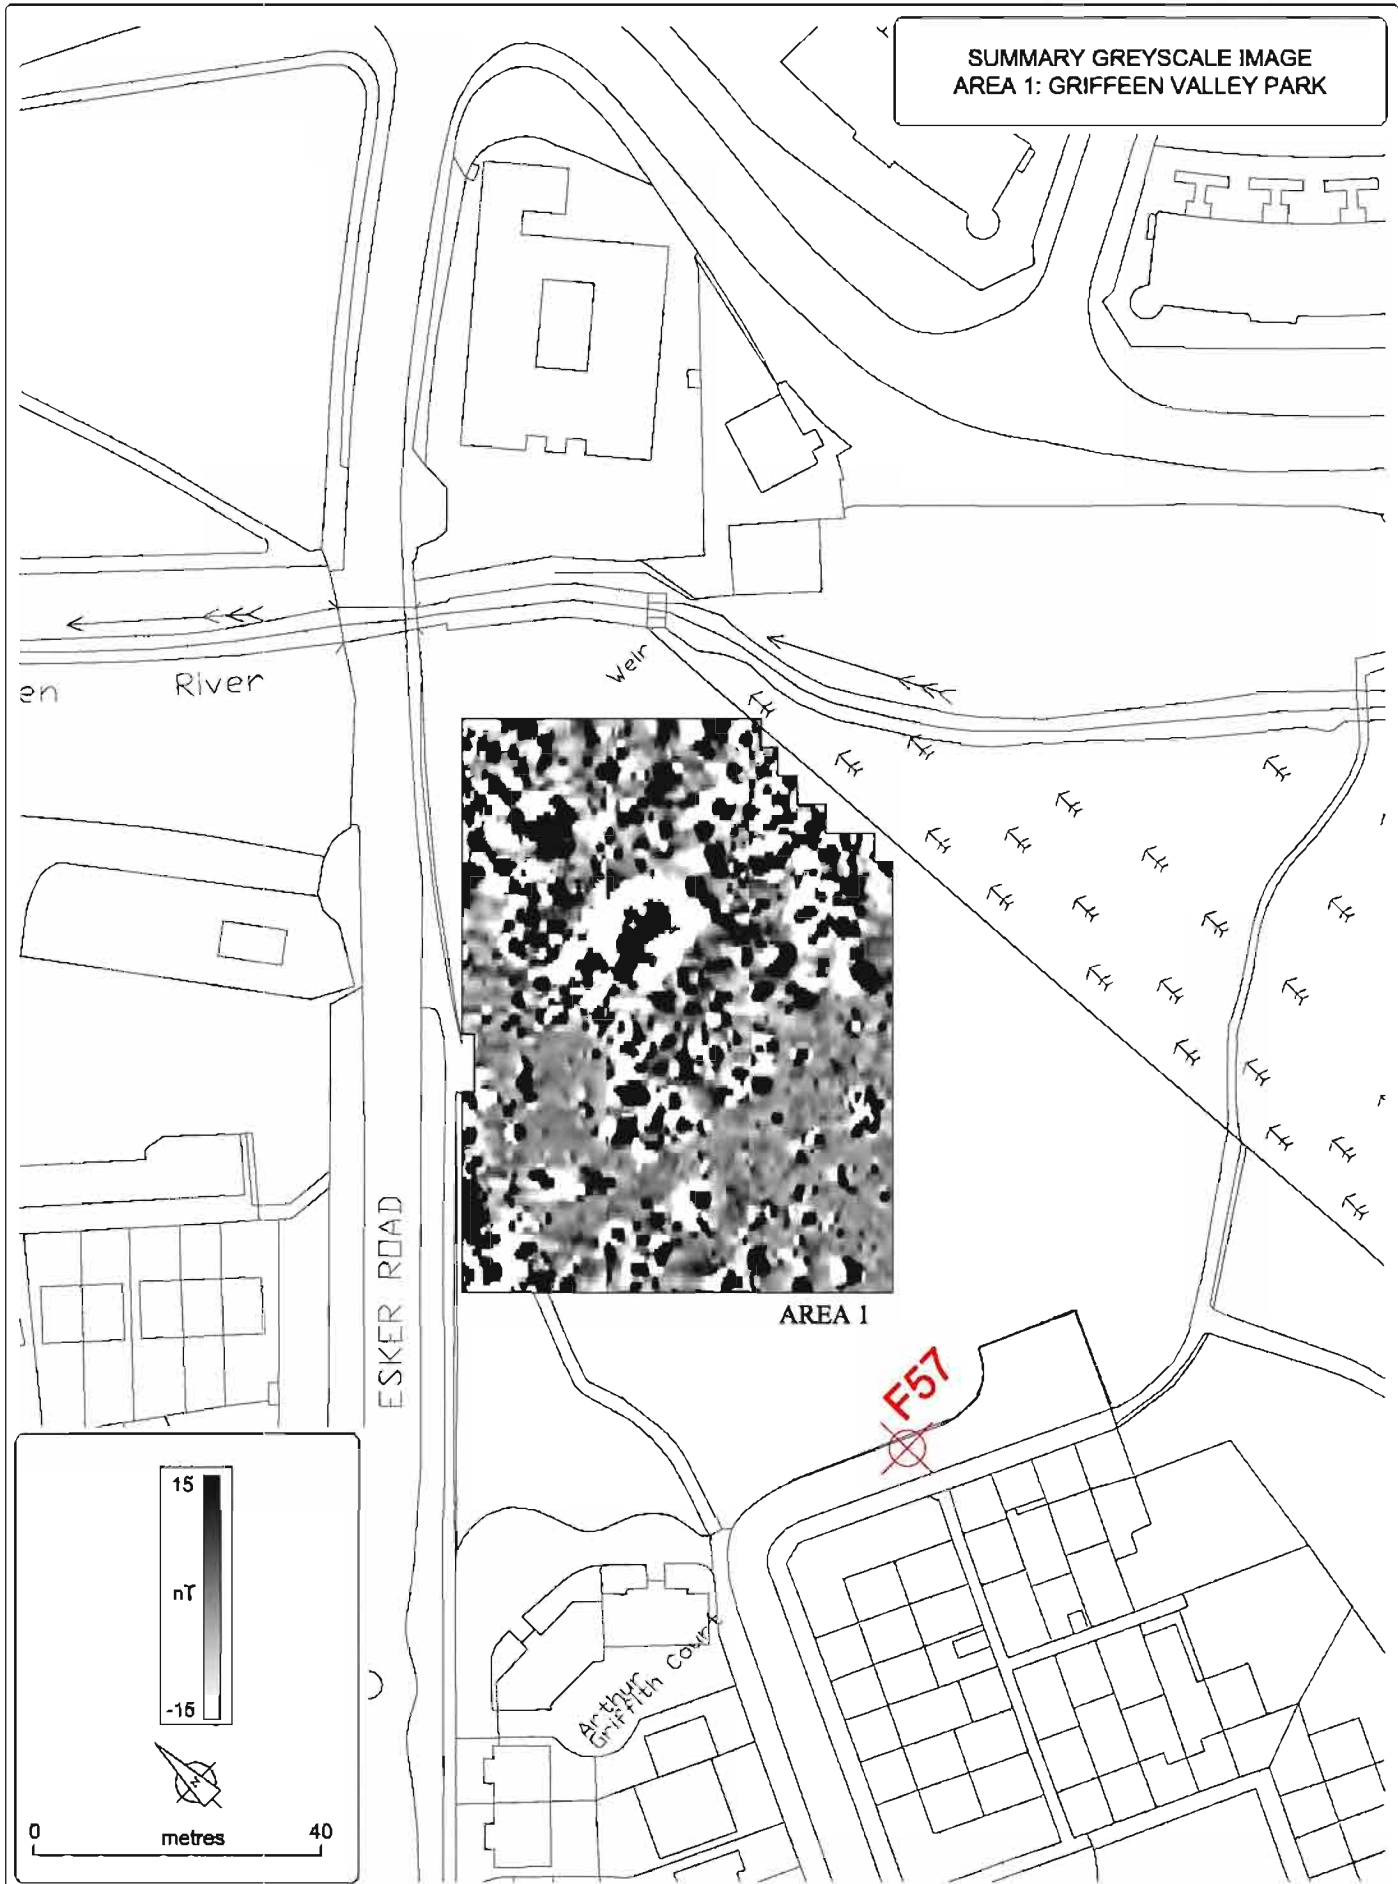 SUMMARY GREYSCALE IMAGE
AREA 1: GRIFFEEN VALLEY PARK
Weir
en River
ESKER ROAD
AREA 1
F57
15
nT
-15
Arthur
Griffith Court
N
0 metres 40